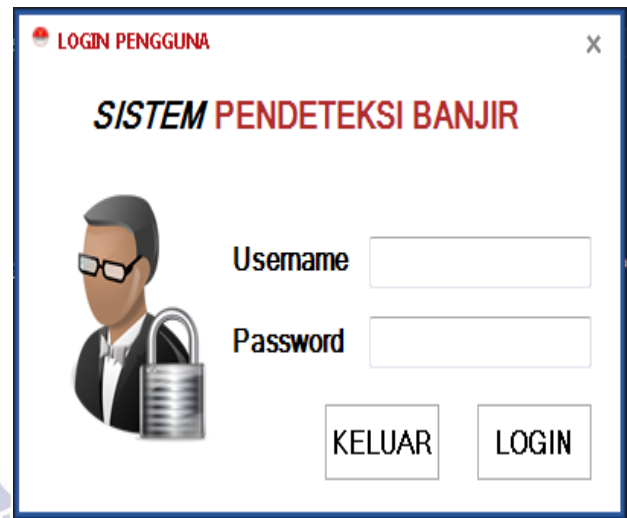 LOGIN PENGGUNA
SISTEM PENDETEKSI BANJIR
Username
Password
KELUAR LOGIN